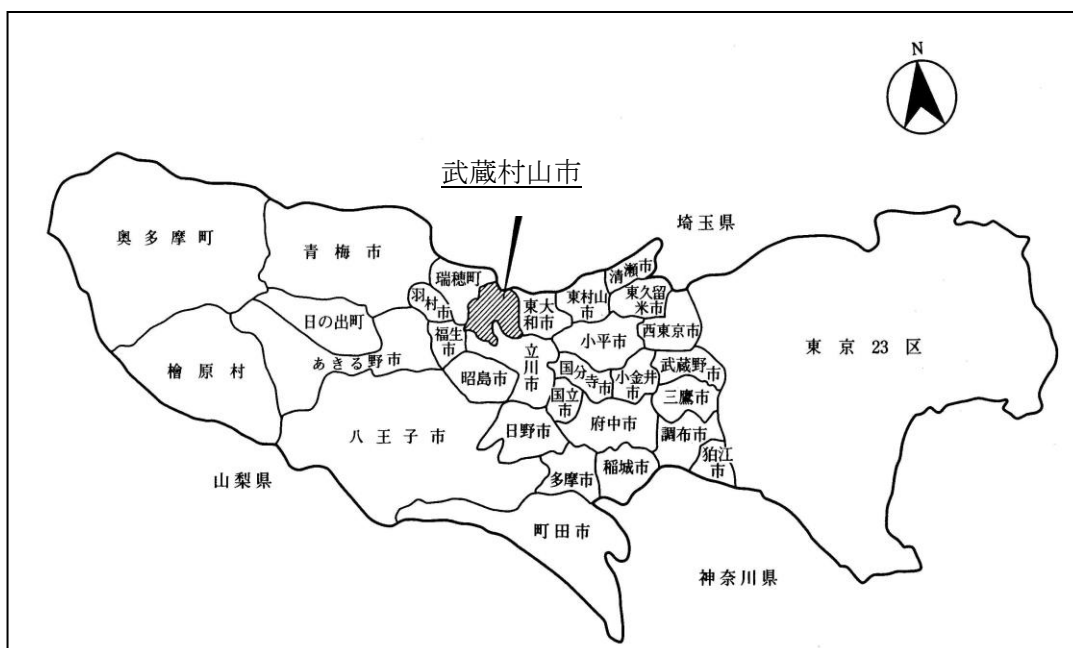 N
武蔵村山市
埼玉県
奥多摩町
青梅市
瑞穂町
羽村市
清瀬市
東大
和市
東村山
市
東久留
米市
西東京市
日の出町
福生
市
小平市
東京23区
檜原村
あきる野市
昭島市
立川市
国分寺市
小金井
市
武蔵野市
三鷹市
国立
市
八王子市
日野市
府中市
調布市
狛江
市
山梨県
多摩市
稲城市
町田市
神奈川県